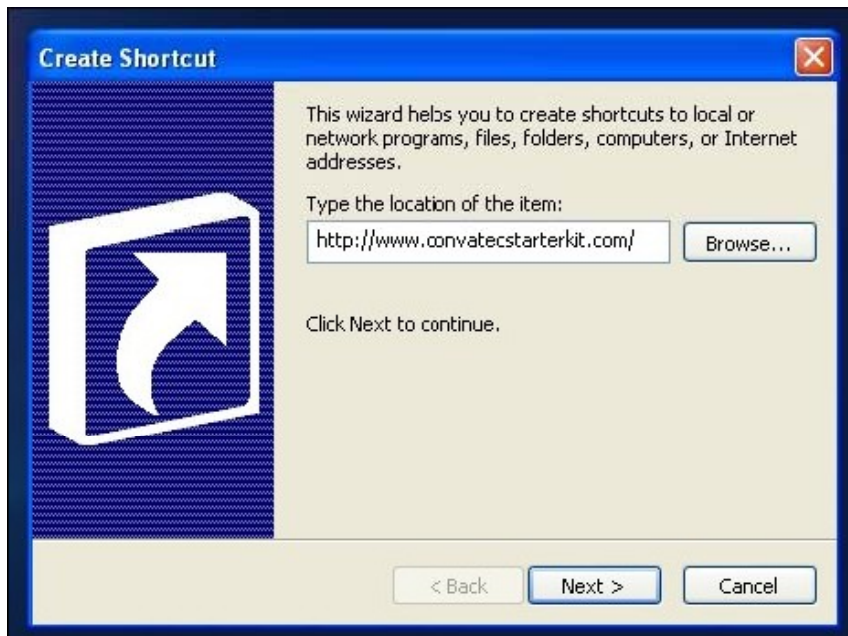 Create Shortcut
This wizard helps you to create shortcuts to local or
network programs, files, folders, computers, or Internet
addresses.
Type the location of the item:
http://www.convatecstarterkit.com/
Browse...
Click Next to continue.
< Back
Next >
Cancel